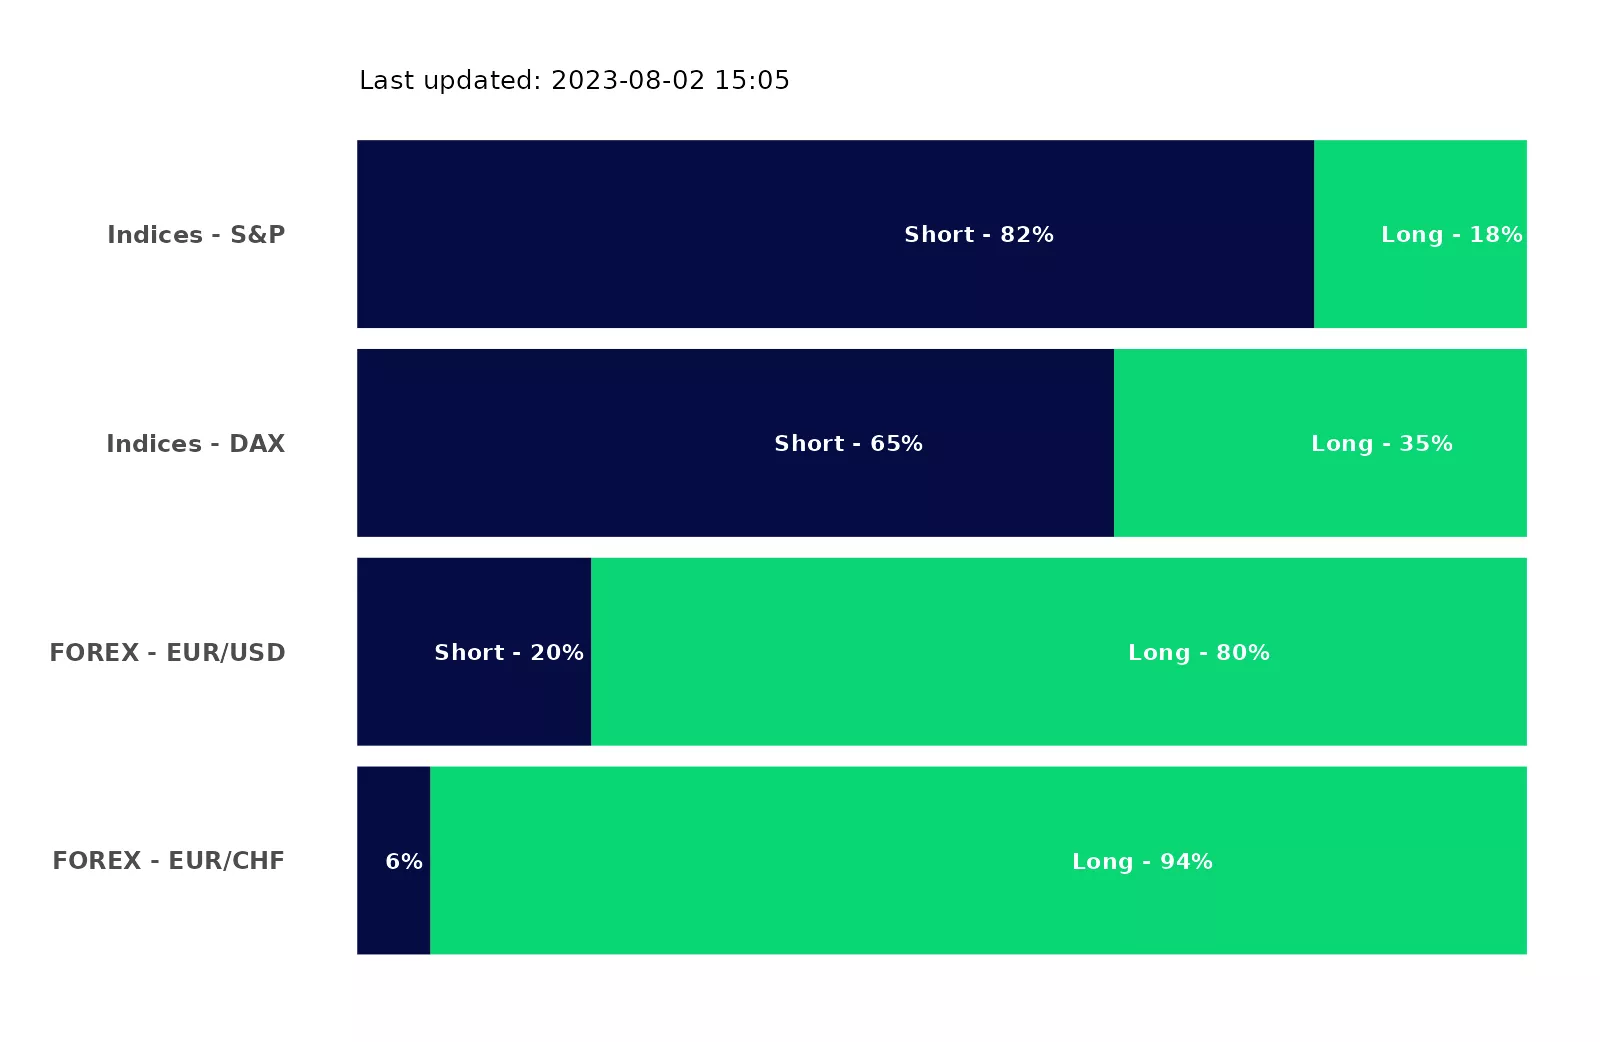 Last updated: 2023-08-02 15:05
Indices - S&P Short - 82% Long - 18%
Indices - DAX Short - 65% Long - 35%
FOREX - EUR/USD Short - 20% Long - 80%
FOREX - EUR/CHF 6% Long - 94%